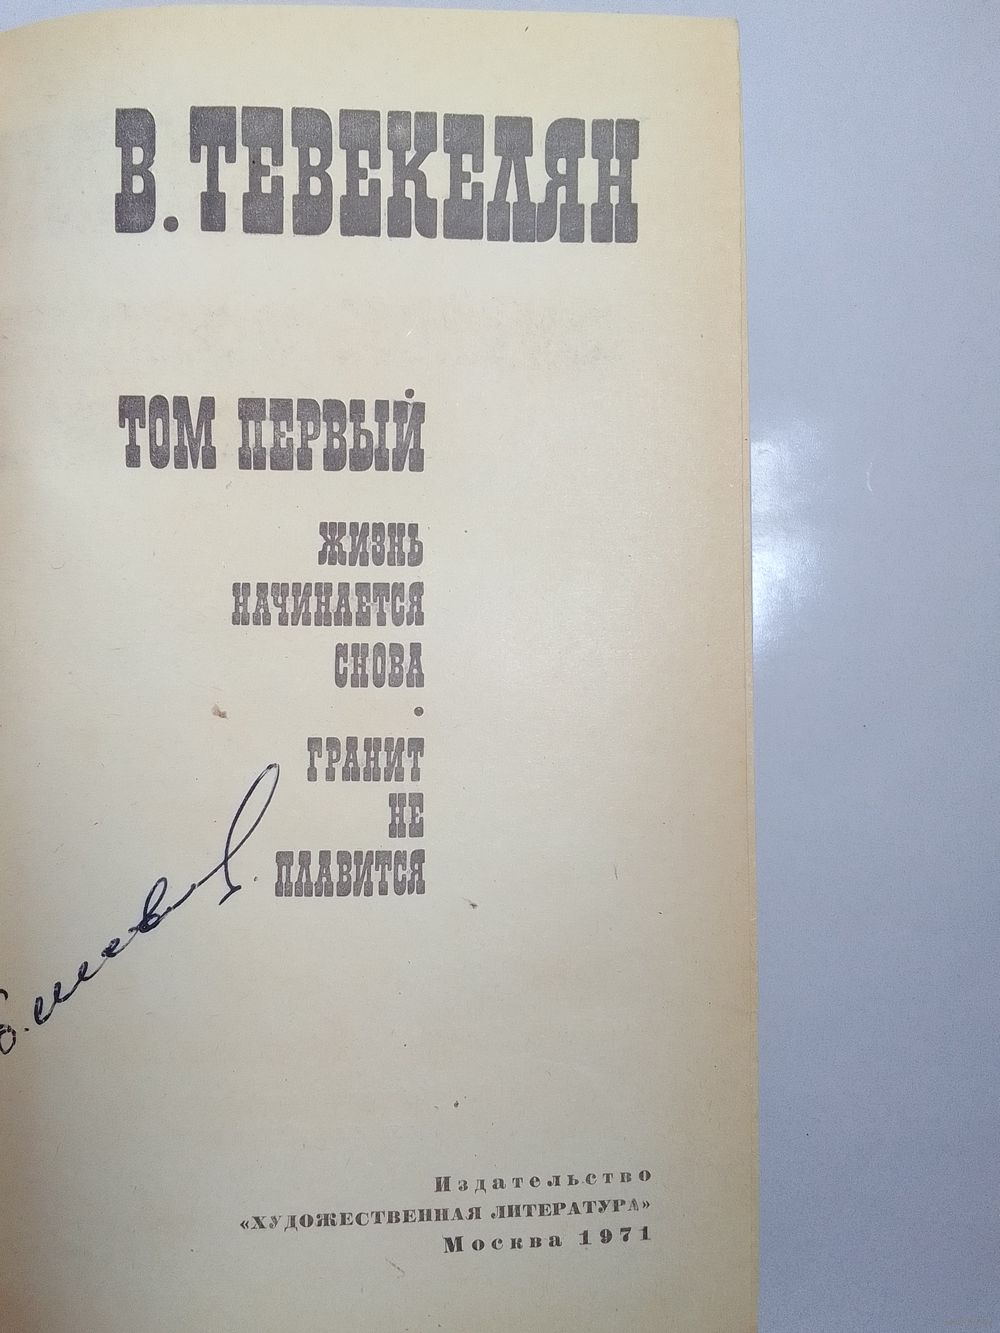 В. ТЕВЕКЕЛЯН
ТОМ ПЕРВЫЙ
ЖИЗНЬ
НАЧИНАЕТСЯ
СНОВА
•
ГРАНИТ
НЕ
ПЛАВИТСЯ
Издательство
«ХУДОЖЕСТВЕННАЯ ЛИТЕРАТУРА»
Москва 1971